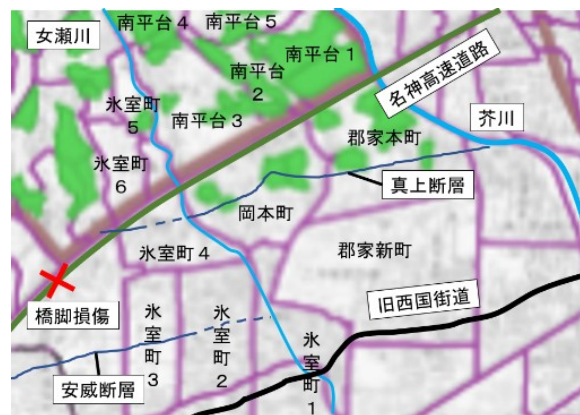 南平台4
南平台5
女瀬川
南平台1
南平台2
名神高速道路
氷室町5
南平台3
芥川
郡家本町
氷室町6
真上断層
岡本町
氷室町4
郡家新町
橋脚損傷
旧西国街道
氷室町3
氷室町2
氷室町1
安威断層